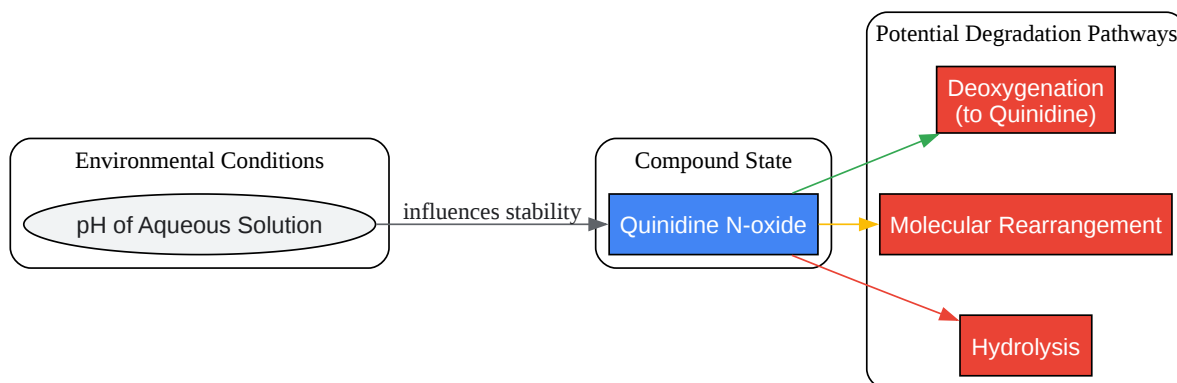 Environmental Conditions
pH of Aqueous Solution
influences stability
Compound State
Quinidine N-oxide
Potential Degradation Pathways
Deoxygenation
(to Quinidine)
Molecular Rearrangement
Hydrolysis